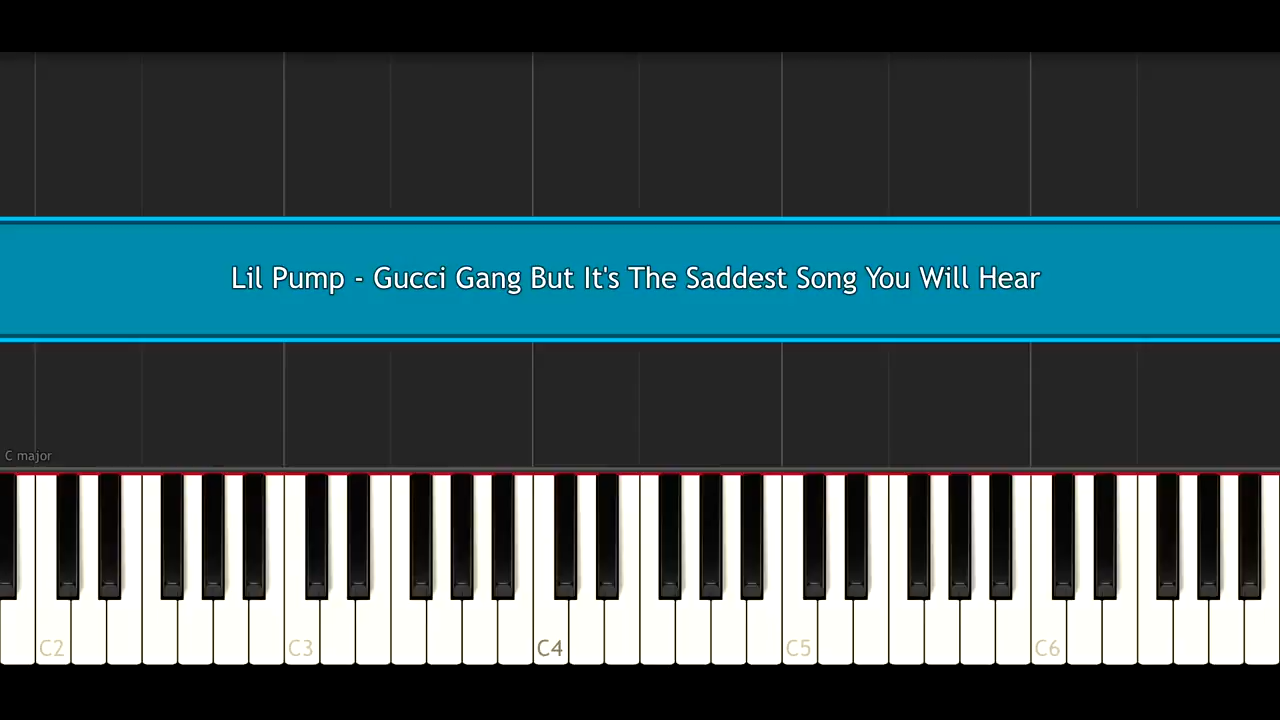 Lil Pump - Gucci Gang But It's The Saddest Song You Will Hear
C major
C2 C3 C4 C5 C6